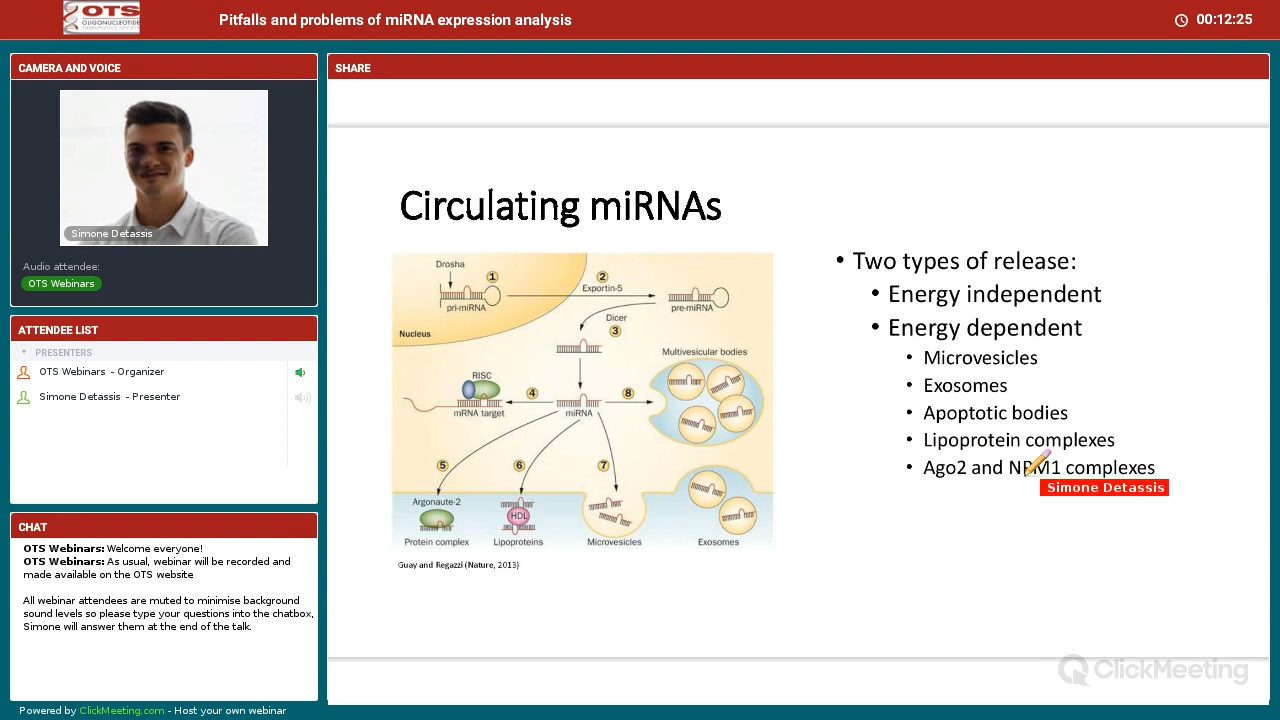 OTS
OLIGONUCLEOTIDE
THERAPEUTICS SOCIETY
Pitfalls and problems of miRNA expression analysis
00:12:25
CAMERA AND VOICE
Simone Detassis
Audio attendee:
OTS Webinars
ATTENDEE LIST
PRESENTERS
OTS Webinars - Organizer
Simone Detassis - Presenter
CHAT
OTS Webinars: Welcome everyone!
OTS Webinars: As usual, webinar will be recorded and
made available on the OTS website
All webinar attendees are muted to minimise background
sound levels so please type your questions into the chatbox,
Simone will answer them at the end of the talk.
Powered by ClickMeeting.com - Host your own webinar
SHARE
Circulating miRNAs
Drosha
1
2
Exportin-5
pri-miRNA
pre-miRNA
Dicer
3
Nucleus
Multivesicular bodies
RISC
4
8
mRNA target
miRNA
5
6
7
Argonaute-2
HDL
Protein complex
Lipoproteins
Microvesicles
Exosomes
Guay and Regazzi (Nature, 2013)
• Two types of release:
• Energy independent
• Energy dependent
• Microvesicles
• Exosomes
• Apoptotic bodies
• Lipoprotein complexes
• Ago2 and NPM1 complexes
Simone Detassis
ClickMeeting